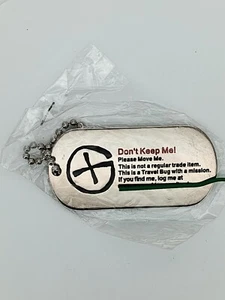 Don't Keep Me!
Please Move Me.
This is not a regular trade item.
This is a Travel Bug with a mission.
If you find me, log me at